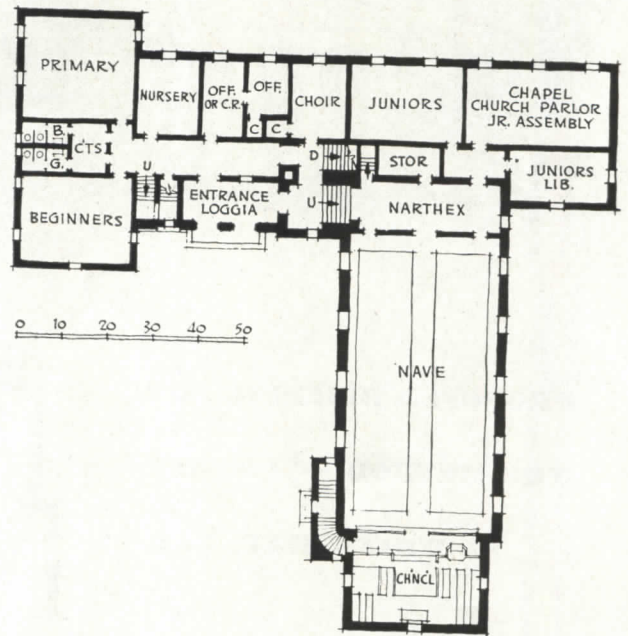 PRIMARY
NURSERY
OFF.
OR C.R.
OFF.
C
C
CHOIR
JUNIORS
CHAPEL
CHURCH PARLOR
JR. ASSEMBLY
B.
G.
CTS
U
D
STOR
JUNIORS
LIB.
BEGINNERS
ENTRANCE
LOGGIA
U
NARTHEX
0 10 20 30 40 50
NAVE
CH'N'C'L